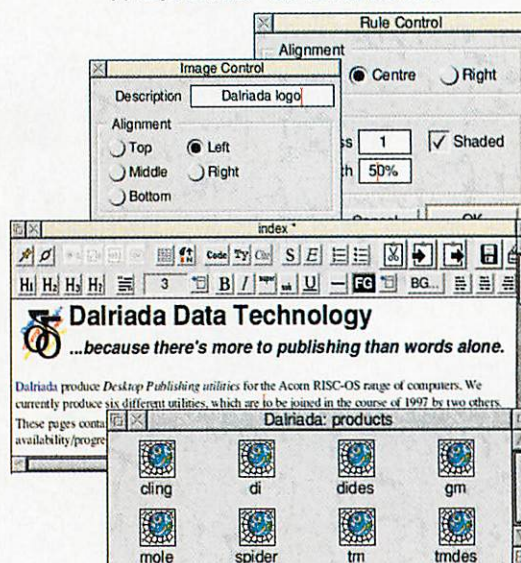 Rule Control
Alignment
Centre
Right
1
Shaded
50%
Image Control
Description
Dalriada logo
Alignment
Top
Left
Middle
Right
Bottom
index *
Code
Ty
S
E
H1 H2 H3 H?
3
B
I
U
FG
BG...
Dalriada Data Technology
...because there's more to publishing than words alone.
Dalriada produce Desktop Publishing utilities for the Acorn RISC-OS range of computers. We
currently produce six different utilities, which are to be joined in the course of 1997 by two others.
These pages
availability/
Dalriada: products
cling
di
dides
gm
mole
spider
tm
tmdes